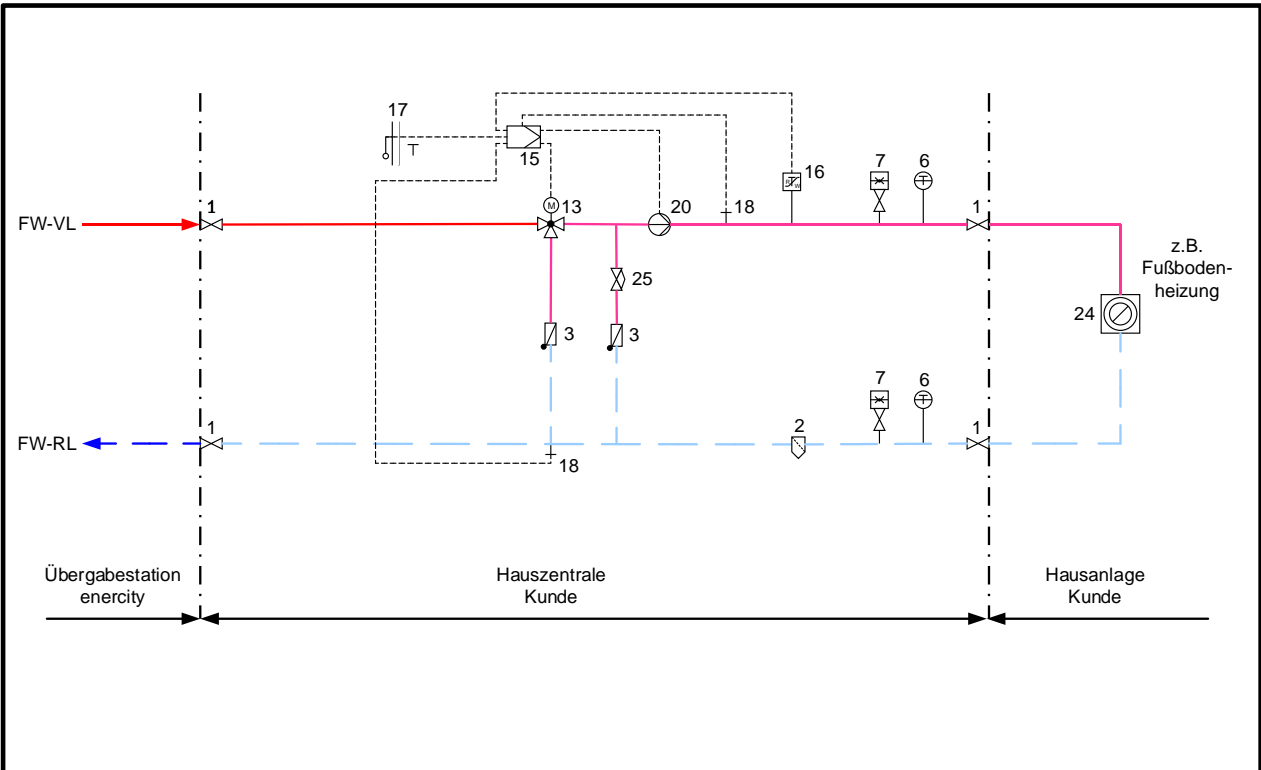 17
15
16
7
6
FW-VL
1
M
13
20
18
1
z.B.
Fußboden-
heizung
25
24
3
3
7
6
FW-RL
1
2
1
18
Übergabestation
enercity
Hauszentrale
Kunde
Hausanlage
Kunde